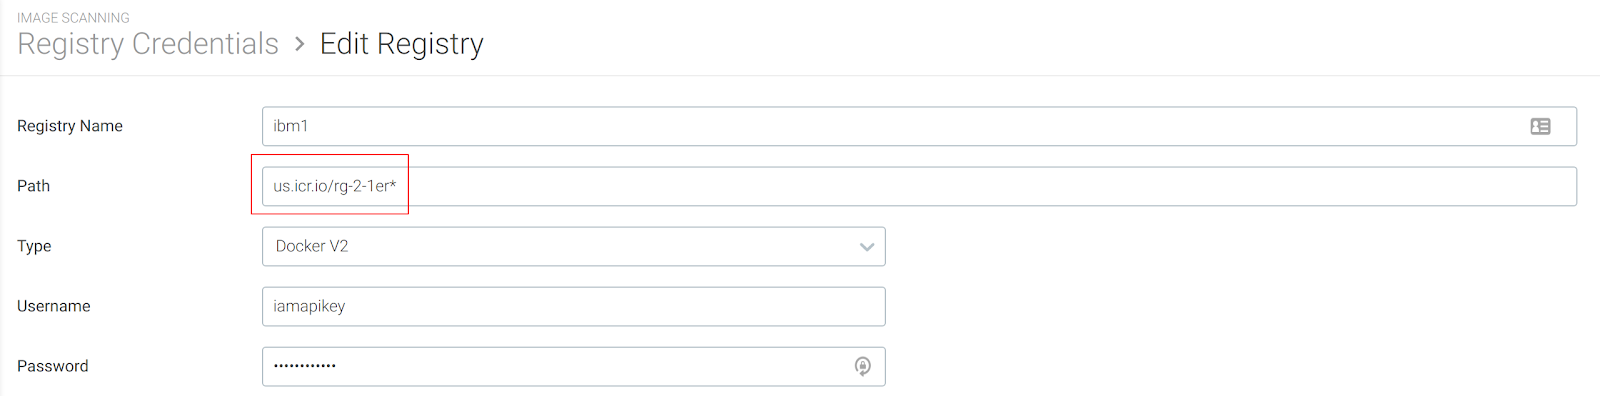 IMAGE SCANNING
Registry Credentials > Edit Registry
Registry Name ibm1
Path us.icr.io/rg-2-1er*
Type Docker V2
Username iamapikey
Password ••••••••••••